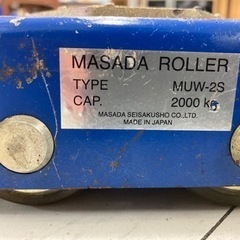 MASADA ROLLER
TYPE MUW-2S
CAP. 2000 kg
MASADA SEISAKUSHO CO.,LTD.
MADE IN JAPAN